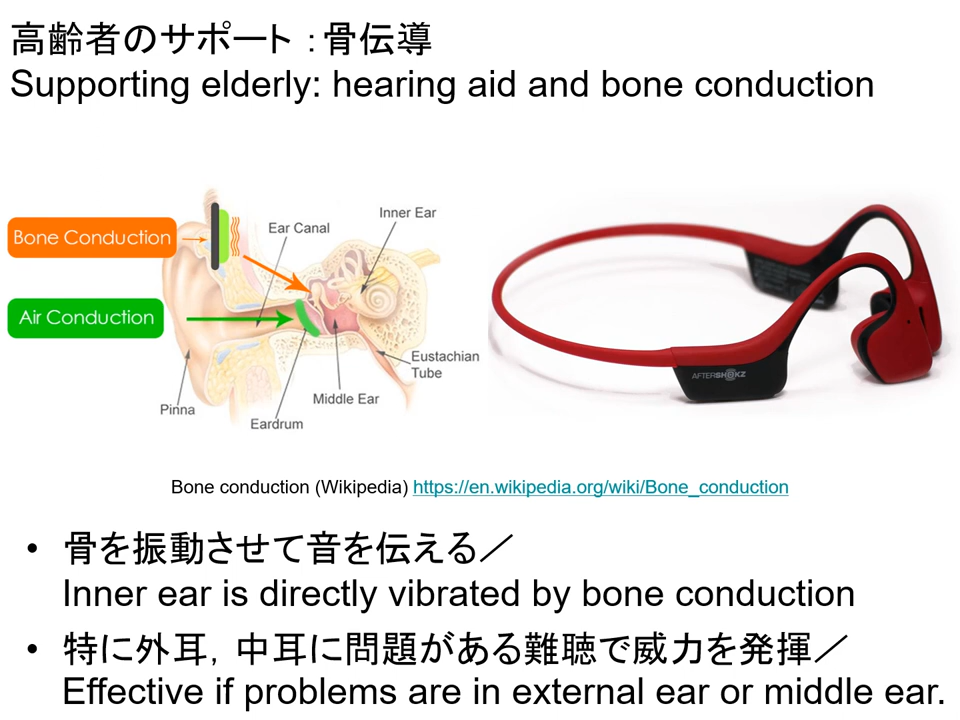 高齢者のサポート：骨伝導
Supporting elderly: hearing aid and bone conduction
Bone Conduction
Air Conduction
Ear Canal
Inner Ear
Eustachian
Tube
Middle Ear
Pinna
Eardrum
AFTERSHOKZ
Bone conduction (Wikipedia) https://en.wikipedia.org/wiki/Bone_conduction
• 骨を振動させて音を伝える／
Inner ear is directly vibrated by bone conduction
• 特に外耳，中耳に問題がある難聴で威力を発揮／
Effective if problems are in external ear or middle ear.